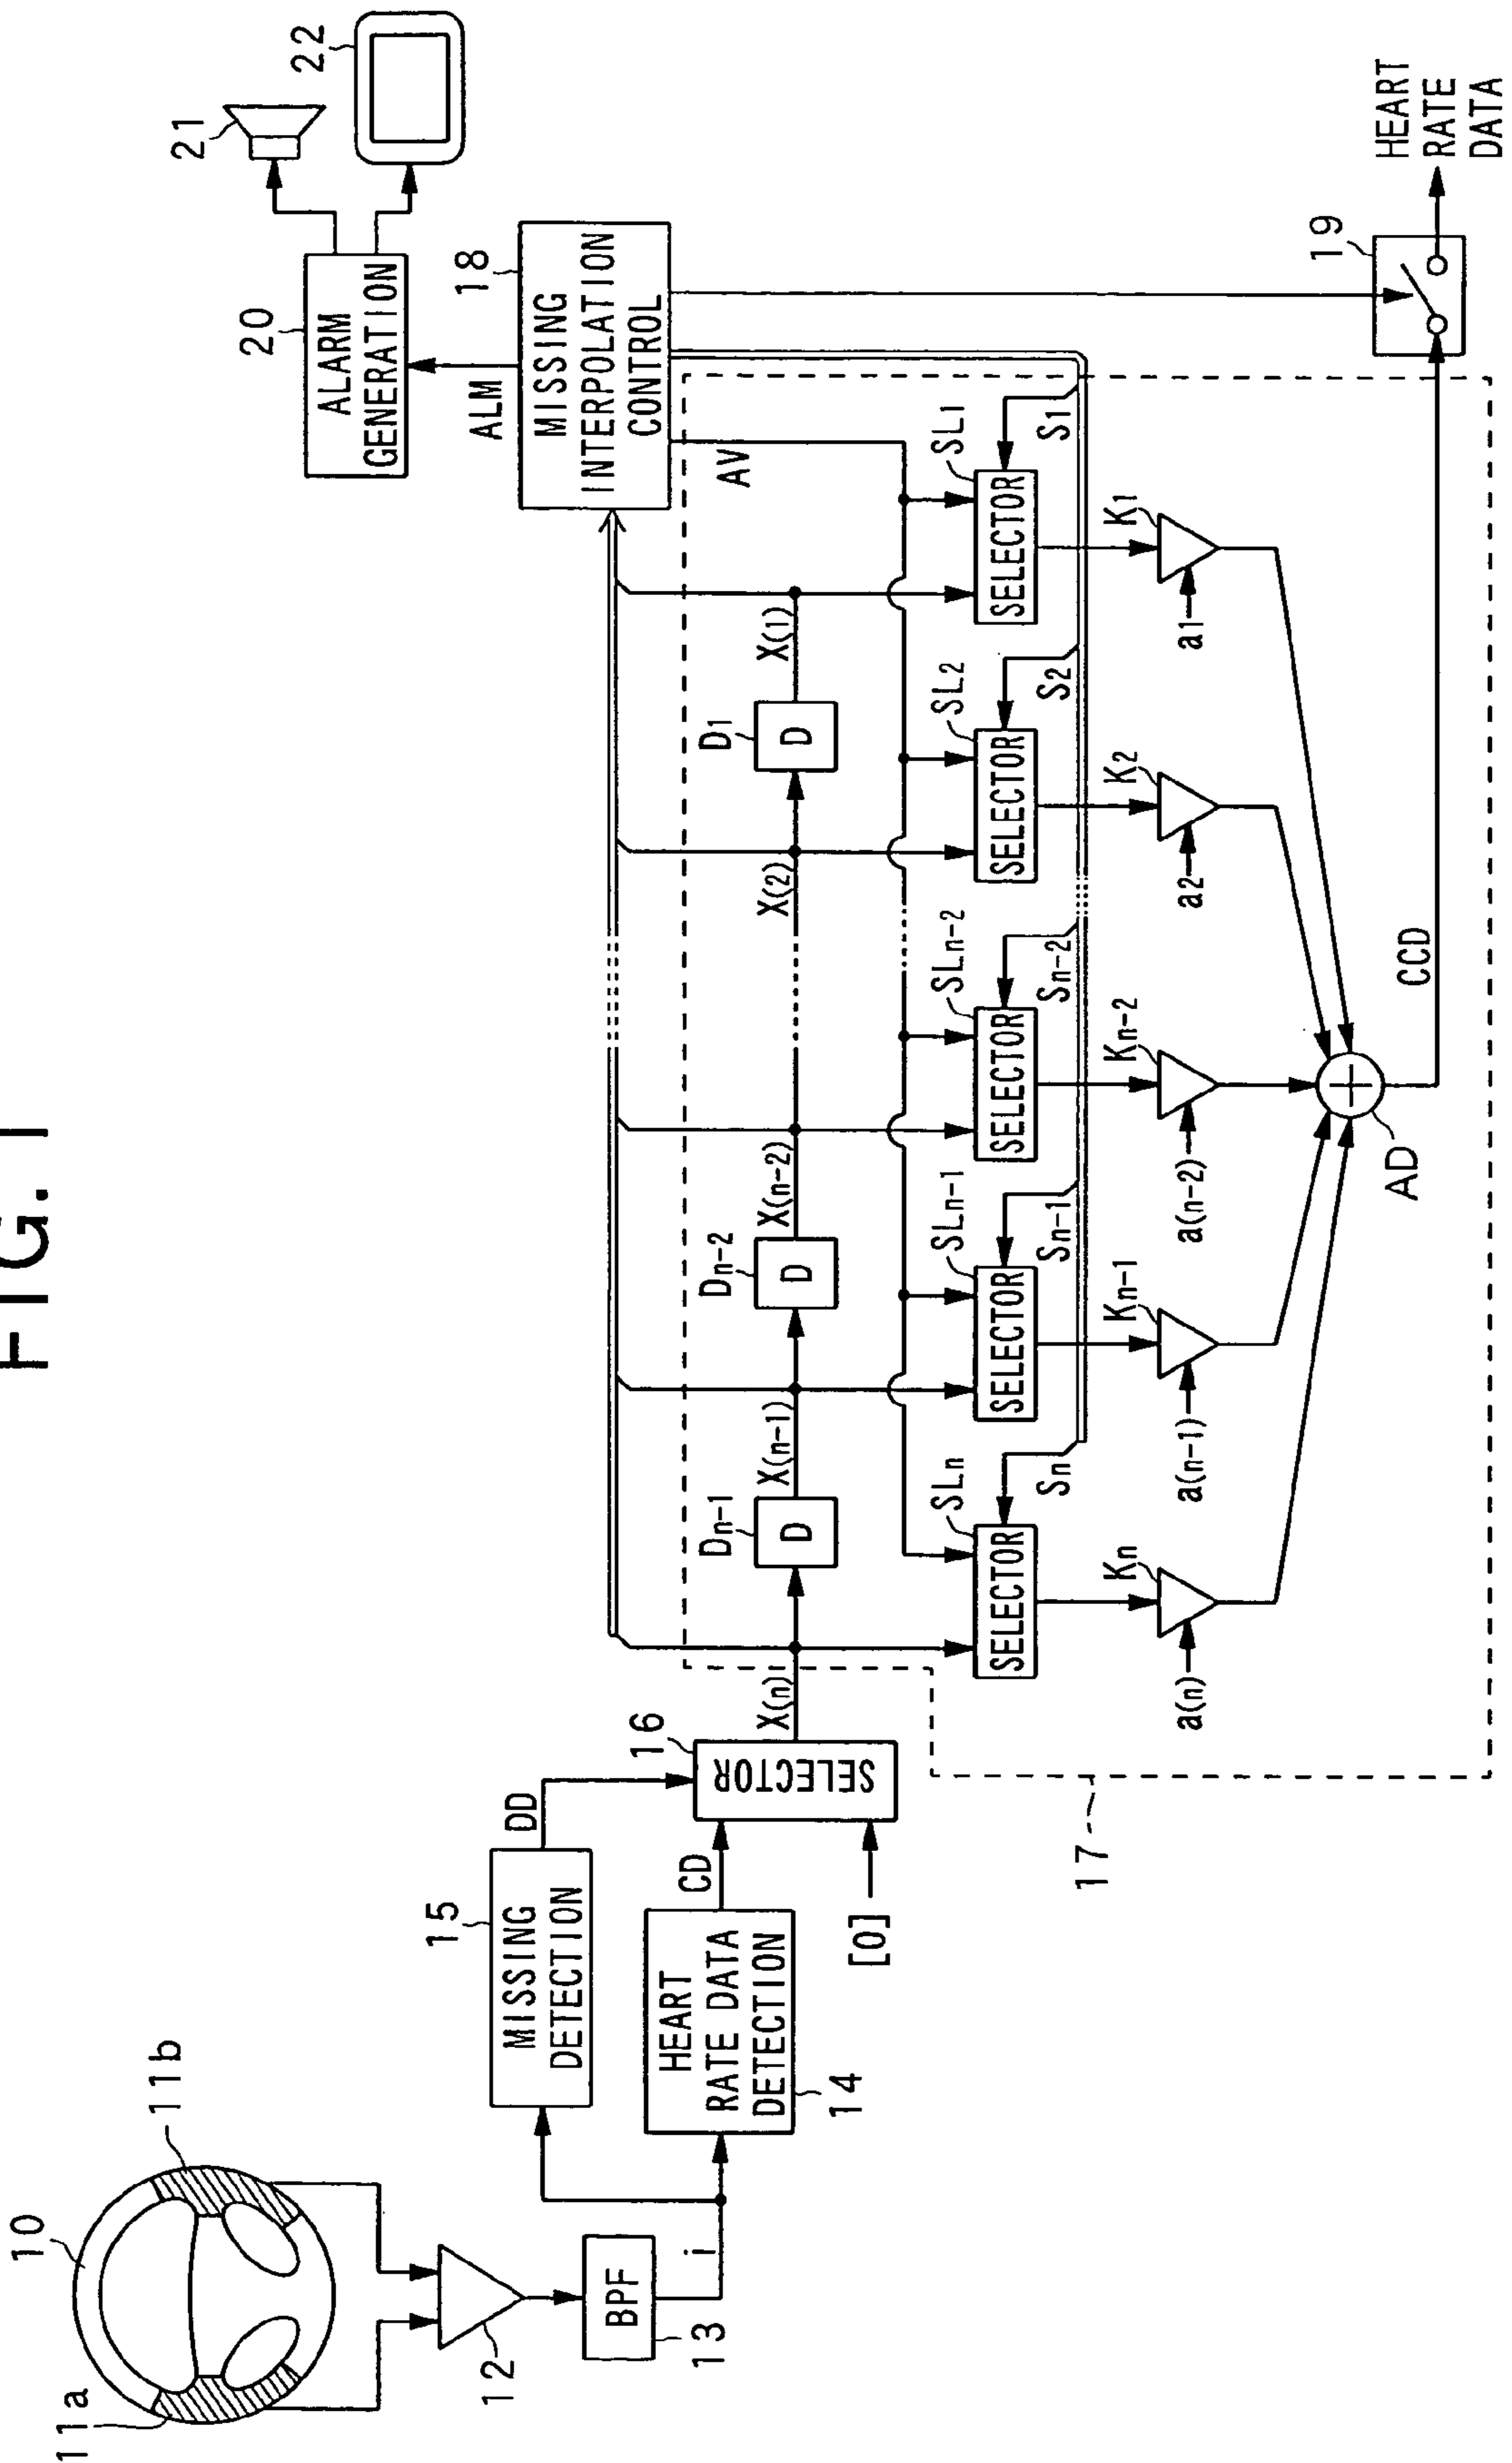 FIG. 1
10
11a
11b
12
BPF
13
i
MISSING
DETECTION
15
HEART
RATE DATA
DETECTION
14
DD
CD
[0]
SELECTOR
16
17
ALARM
GENERATION
20
21
22
ALM
MISSING
INTERPOLATION
CONTROL
18
AV
X(n)
Dn-1
D
X(n-1)
Dn-2
D
X(n-2)
X(2)
D1
D
X(1)
SLn
SELECTOR
Sn
SLn-1
SELECTOR
Sn-1
SLn-2
SELECTOR
Sn-2
SL2
SELECTOR
S2
SL1
SELECTOR
S1
Kn
a(n)
Kn-1
a(n-1)
Kn-2
a(n-2)
K2
a2
K1
a1
AD
CCD
19
HEART
RATE
DATA